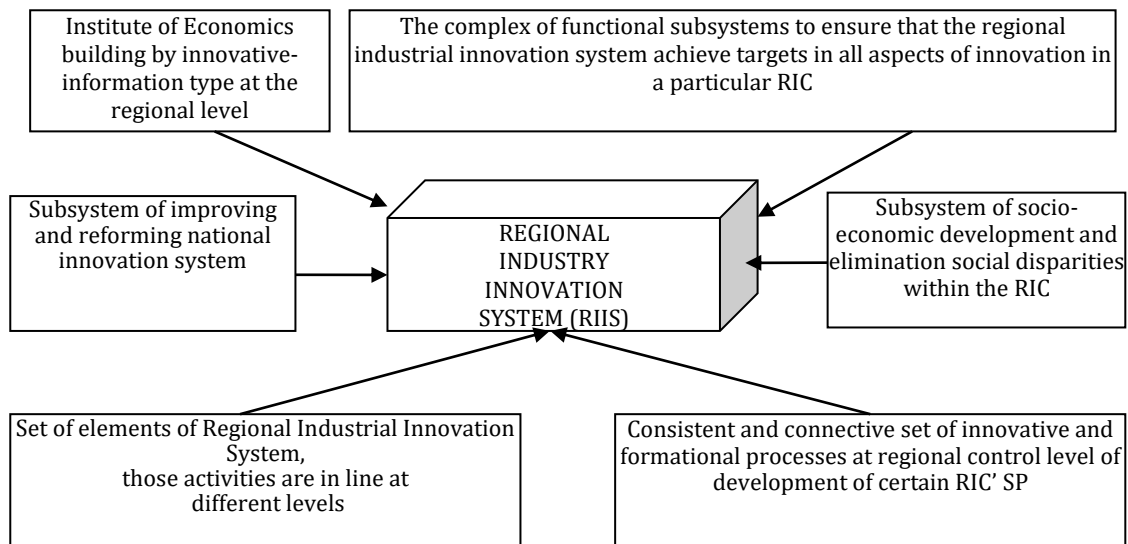 Institute of Economics
building by innovative-
information type at the
regional level
The complex of functional subsystems to ensure that the regional
industrial innovation system achieve targets in all aspects of innovation in
a particular RIC
Subsystem of improving
and reforming national
innovation system
REGIONAL
INDUSTRY
INNOVATION
SYSTEM (RIIS)
Subsystem of socio-
economic development and
elimination social disparities
within the RIC
Set of elements of Regional Industrial Innovation
System,
those activities are in line at
different levels
Consistent and connective set of innovative and
formational processes at regional control level of
development of certain RIC' SP